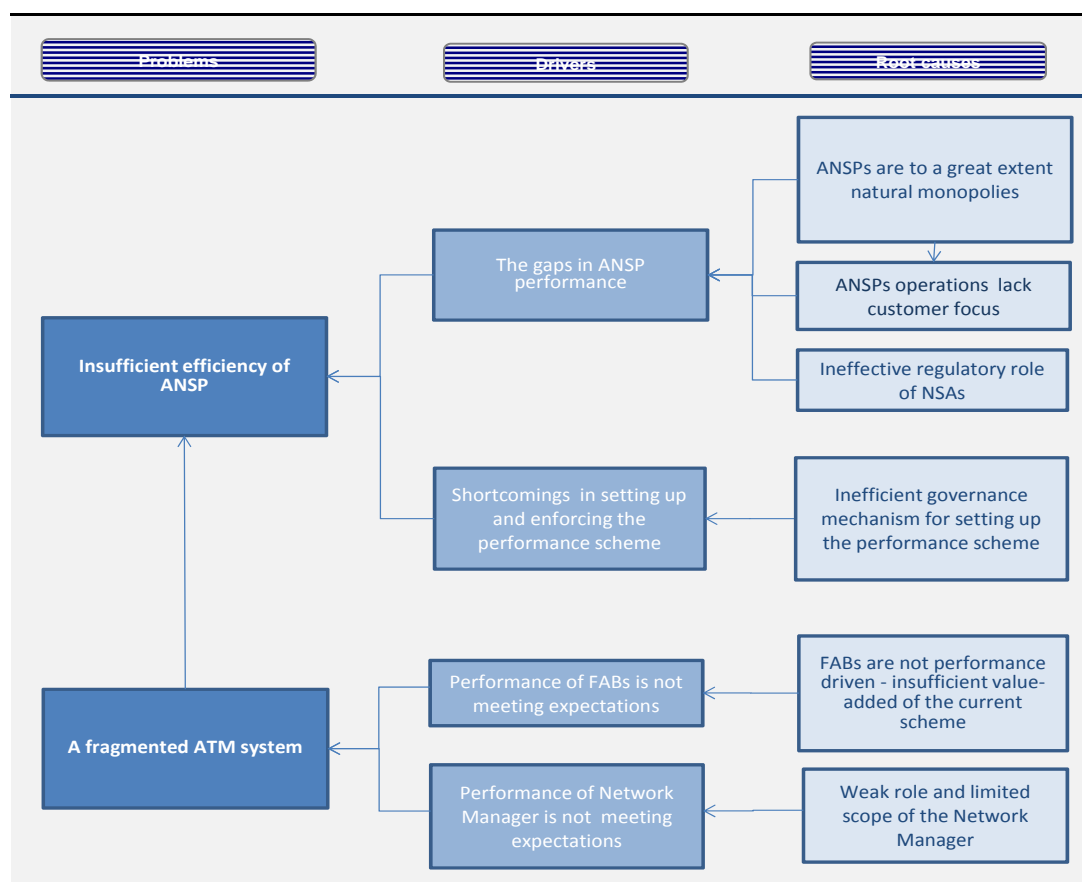 Problems
Drivers
Root causes
ANSPs are to a great extent
natural monopolies
The gaps in ANSP
performance
ANSPs operations lack
customer focus
Insufficient efficiency of
ANSP
Ineffective regulatory role
of NSAs
Shortcomings in setting up
and enforcing the
performance scheme
Inefficient governance
mechanism for setting up
the performance scheme
FABs are not performance
driven - insufficient value-
added of the current
scheme
Performance of FABs is not
meeting expectations
A fragmented ATM system
Performance of Network
Manager is not meeting
expectations
Weak role and limited
scope of the Network
Manager